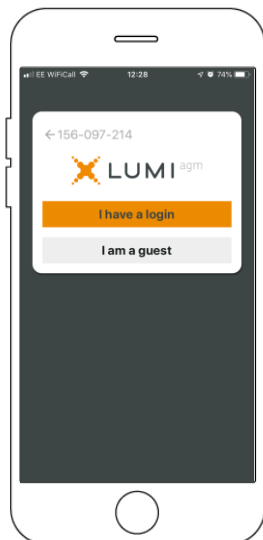 EE WiFiCall 12:28 74%
←156-097-214
LUMI agm
I have a login
I am a guest